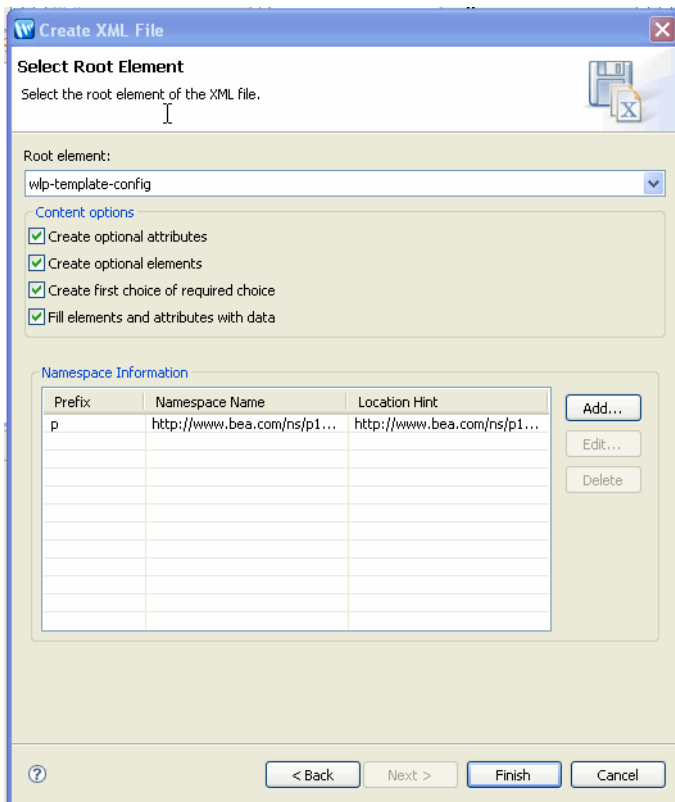 Create XML File
Select Root Element
Select the root element of the XML file.
Root element:
wlp-template-config
Content options
Create optional attributes
Create optional elements
Create first choice of required choice
Fill elements and attributes with data
Namespace Information
Prefix Namespace Name Location Hint
p http://www.bea.com/ns/p1... http://www.bea.com/ns/p1...
Add...
Edit...
Delete
< Back Next > Finish Cancel